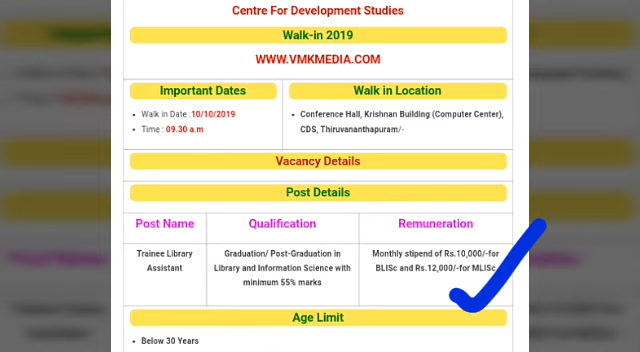 Centre For Development Studies
Walk-in 2019
WWW.VMKMEDIA.COM
Important Dates
Walk in Date :10/10/2019
Time : 09.30 a.m
Walk in Location
Conference Hall, Krishnan Building (Computer Center),
CDS, Thiruvananthapuram/-
Vacancy Details
Post Details
Post Name
Qualification
Remuneration
Trainee Library
Assistant
Graduation/ Post-Graduation in
Library and Information Science with
minimum 55% marks
Monthly stipend of Rs.10,000/-for
BLISc and Rs.12,000/-for MLISc
Age Limit
Below 30 Years